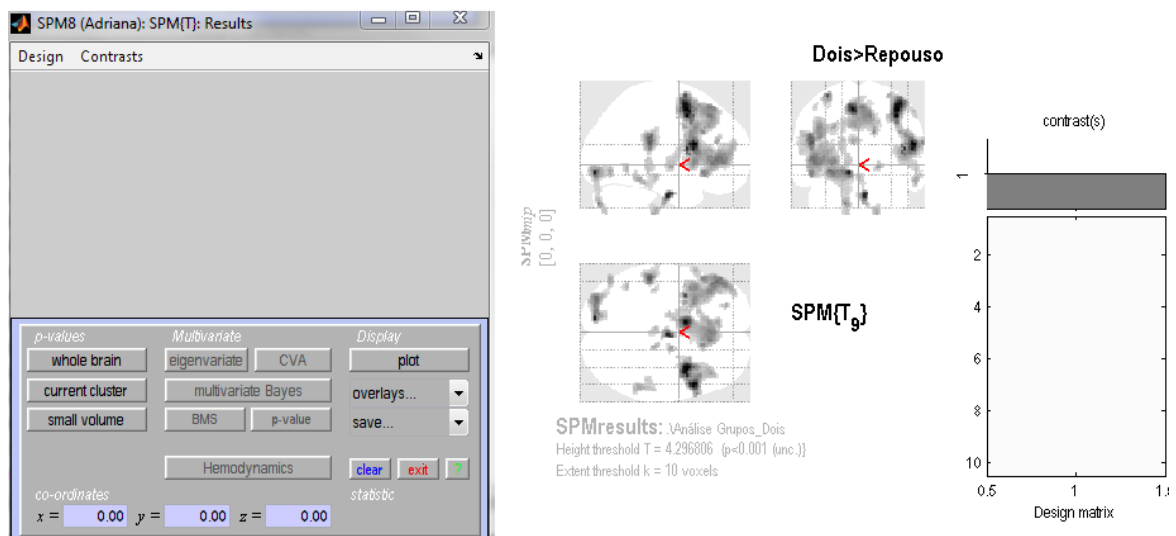 SPM8 (Adriana): SPM{T}: Results
Design Contrasts
p-values Multivariate Display
whole brain eigenvariate CVA plot
current cluster multivariate Bayes overlays...
small volume BMS p-value save...
Hemodynamics clear exit ?
co-ordinates statistic
x = 0.00 y = 0.00 z = 0.00
Dois>Repouso
SPMmip
[0, 0, 0]
<
<
<
SPM{T9}
SPMresults: .\Análise Grupos_Dois
Height threshold T = 4.296806 {p<0.001 (unc.)}
Extent threshold k = 10 voxels
contrast(s)
1
2
4
6
8
10
0.5 1 1.5
Design matrix